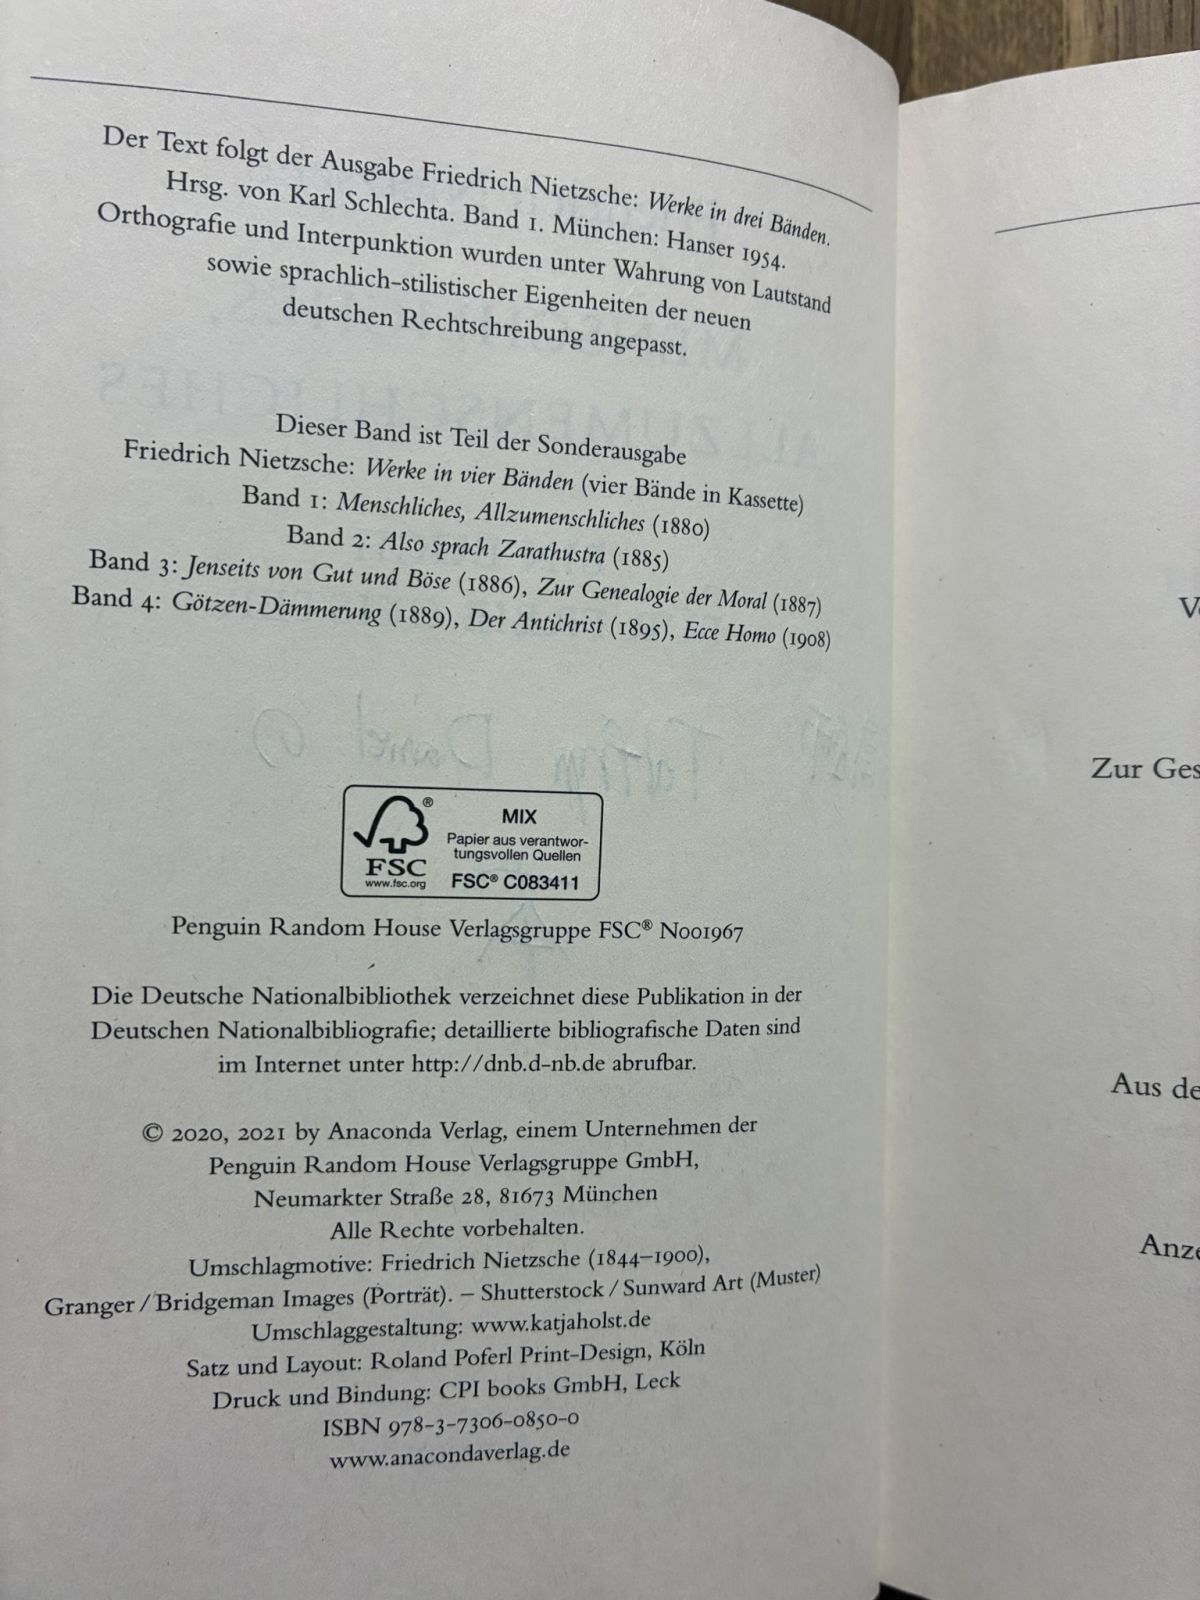 Der Text folgt der Ausgabe Friedrich Nietzsche: Werke in drei Bänden.
Hrsg. von Karl Schlechta. Band 1. München: Hanser 1954.
Orthografie und Interpunktion wurden unter Wahrung von Lautstand
sowie sprachlich-stilistischer Eigenheiten der neuen
deutschen Rechtschreibung angepasst.
Dieser Band ist Teil der Sonderausgabe
Friedrich Nietzsche: Werke in vier Bänden (vier Bände in Kassette)
Band 1: Menschliches, Allzumenschliches (1880)
Band 2: Also sprach Zarathustra (1885)
Band 3: Jenseits von Gut und Böse (1886), Zur Genealogie der Moral (1887)
Band 4: Götzen-Dämmerung (1889), Der Antichrist (1895), Ecce Homo (1908)
MIX
Papier aus verantwor-
tungsvollen Quellen
FSC® C083411
FSC
www.fsc.org
Penguin Random House Verlagsgruppe FSC® N001967
Die Deutsche Nationalbibliothek verzeichnet diese Publikation in der
Deutschen Nationalbibliografie; detaillierte bibliografische Daten sind
im Internet unter http://dnb.d-nb.de abrufbar.
© 2020, 2021 by Anaconda Verlag, einem Unternehmen der
Penguin Random House Verlagsgruppe GmbH,
Neumarkter Straße 28, 81673 München
Alle Rechte vorbehalten.
Umschlagmotive: Friedrich Nietzsche (1844–1900),
Granger / Bridgeman Images (Porträt). – Shutterstock / Sunward Art (Muster)
Umschlaggestaltung: www.katjaholst.de
Satz und Layout: Roland Poferl Print-Design, Köln
Druck und Bindung: CPI books GmbH, Leck
ISBN 978-3-7306-0850-0
www.anacondaverlag.de
Zur Ges
Aus de
Anze